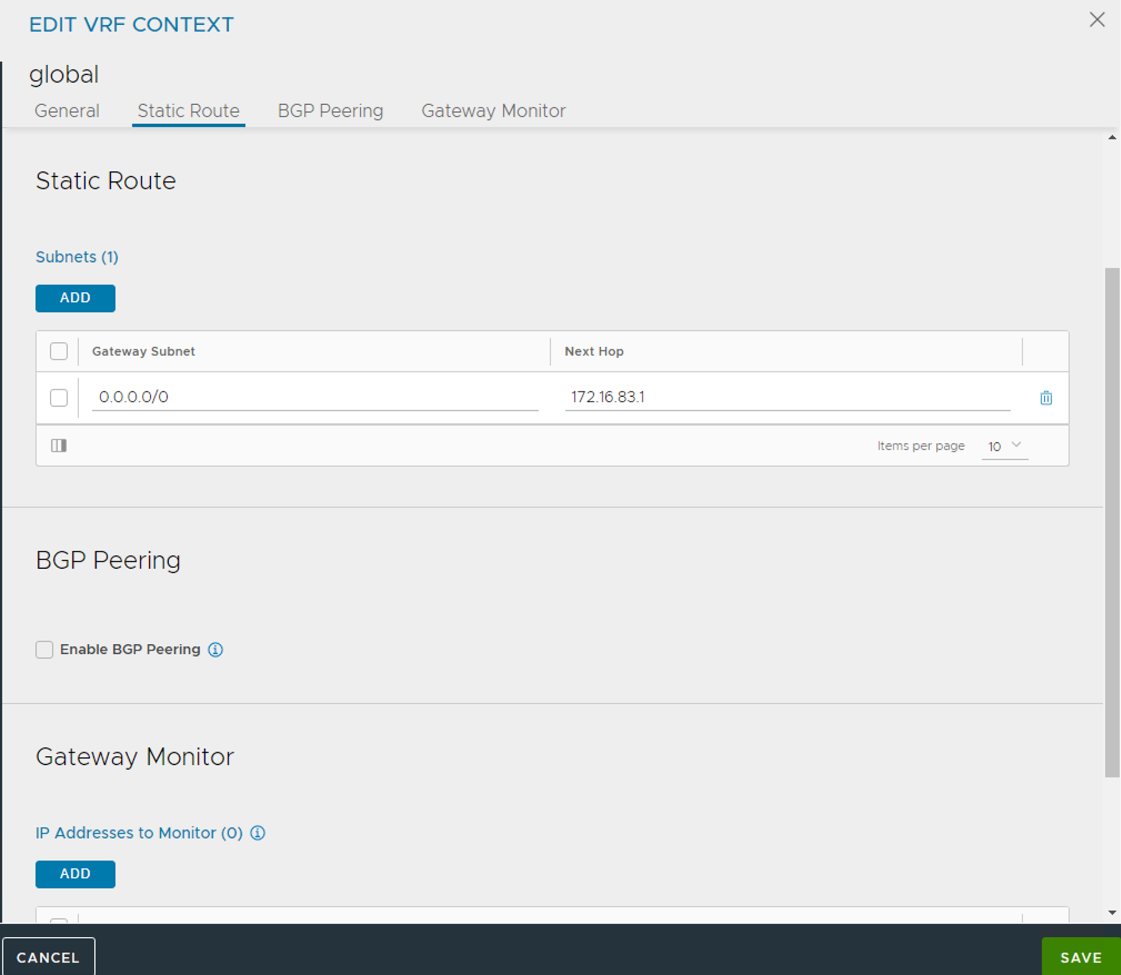 EDIT VRF CONTEXT
global
General Static Route BGP Peering Gateway Monitor
Static Route
Subnets (1)
ADD
Gateway Subnet Next Hop
0.0.0.0/0 172.16.83.1
Items per page 10
BGP Peering
Enable BGP Peering
Gateway Monitor
IP Addresses to Monitor (0)
ADD
CANCEL SAVE